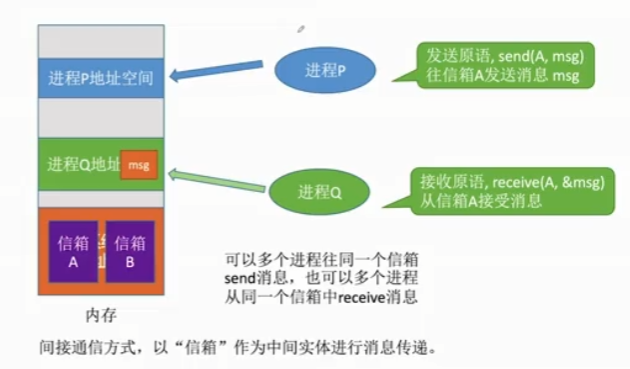 进程P地址空间
进程P
发送原语, send(A, msg)
往信箱A发送消息 msg
进程Q地址
msg
进程Q
接收原语, receive(A, &msg)
从信箱A接受消息
信箱
A
信箱
B
可以多个进程往同一个信箱
send消息，也可以多个进程
从同一个信箱中receive消息
内存
间接通信方式，以“信箱”作为中间实体进行消息传递。